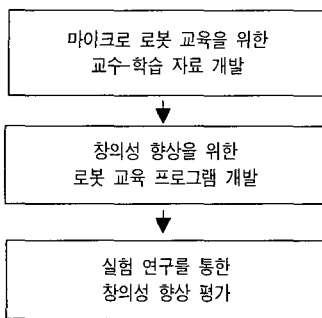 마이크로 로봇 교육을 위한
교수-학습 자료 개발
창의성 향상을 위한
로봇 교육 프로그램 개발
실험 연구를 통한
창의성 향상 평가